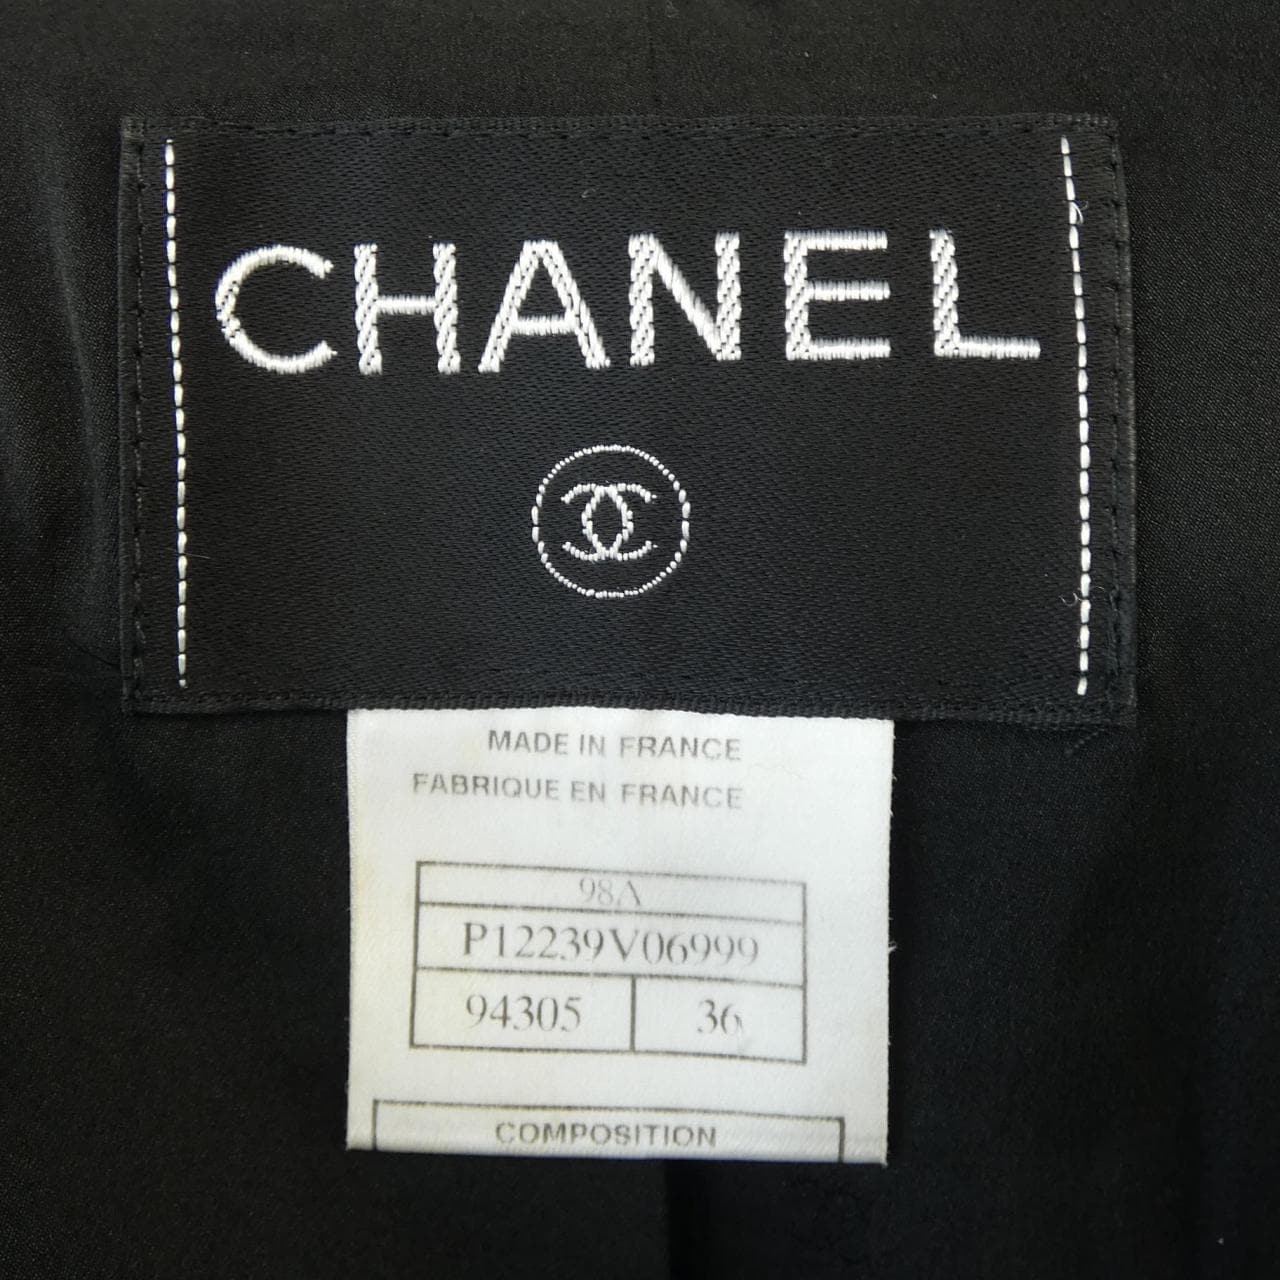 CHANEL
MADE IN FRANCE
FABRIQUE EN FRANCE
98A
P12239V06999
94305 36
COMPOSITION